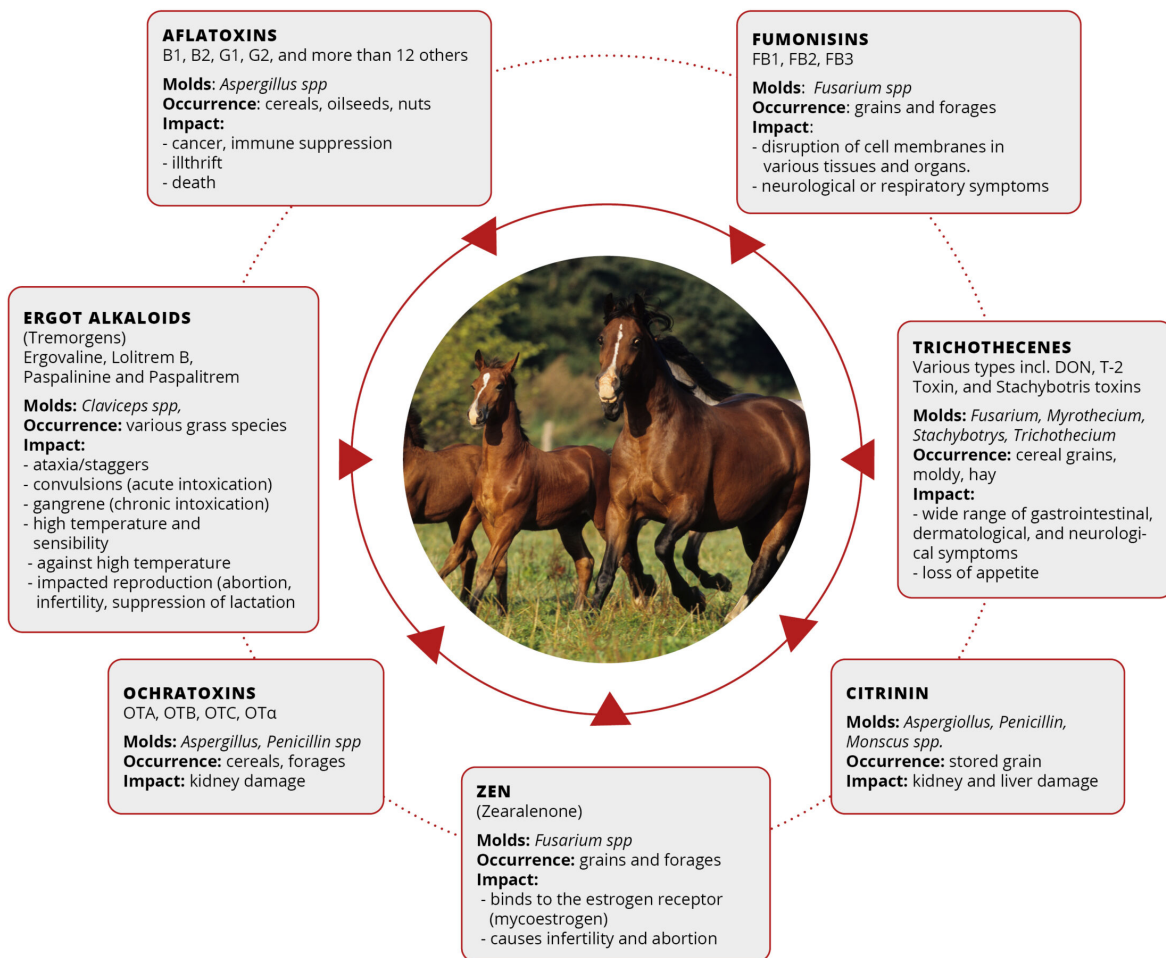 AFLATOXINS
B1, B2, G1, G2, and more than 12 others
Molds: Aspergillus spp
Occurrence: cereals, oilseeds, nuts
Impact:
- cancer, immune suppression
- illthrift
- death
FUMONISINS
FB1, FB2, FB3
Molds: Fusarium spp
Occurrence: grains and forages
Impact:
- disruption of cell membranes in
various tissues and organs.
- neurological or respiratory symptoms
ERGOT ALKALOIDS
(Tremorgens)
Ergovaline, Lolitrem B,
Paspalinine and Paspalitrem
Molds: Claviceps spp,
Occurrence: various grass species
Impact:
- ataxia/staggers
- convulsions (acute intoxication)
- gangrene (chronic intoxication)
- high temperature and
sensibility
- against high temperature
- impacted reproduction (abortion,
infertility, suppression of lactation
TRICHOTHECENES
Various types incl. DON, T-2
Toxin, and Stachybotris toxins
Molds: Fusarium, Myrothecium,
Stachybotrys, Trichothecium
Occurrence: cereal grains,
moldy, hay
Impact:
- wide range of gastrointestinal,
dermatological, and neurologi-
cal symptoms
- loss of appetite
OCHRATOXINS
OTA, OTB, OTC, OTα
Molds: Aspergillus, Penicillin spp
Occurrence: cereals, forages
Impact: kidney damage
ZEN
(Zearalenone)
Molds: Fusarium spp
Occurrence: grains and forages
Impact:
- binds to the estrogen receptor
(mycoestrogen)
- causes infertility and abortion
CITRININ
Molds: Aspergiollus, Penicillin,
Monscus spp.
Occurrence: stored grain
Impact: kidney and liver damage